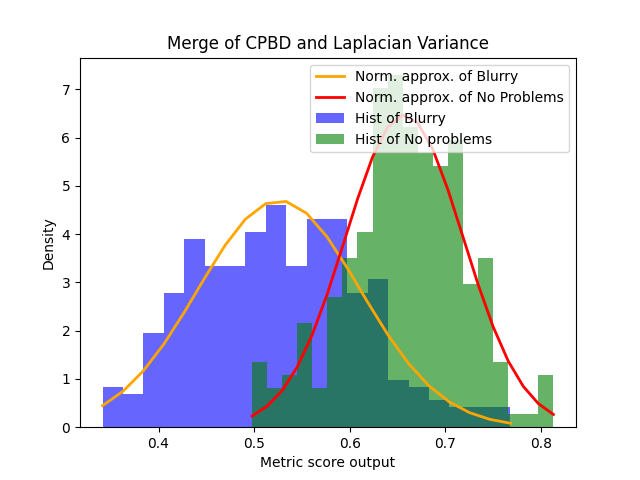 Merge of CPBD and Laplacian Variance
Norm. approx. of Blurry
Norm. approx. of No Problems
Hist of Blurry
Hist of No problems
Density
7
6
5
4
3
2
1
0
0.4 0.5 0.6 0.7 0.8
Metric score output